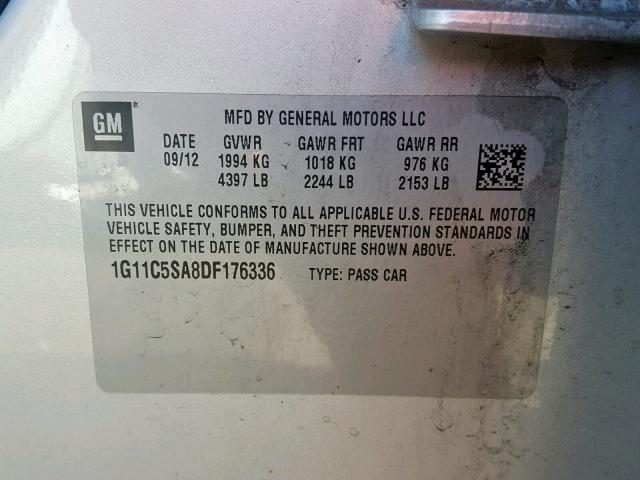 GM
MFD BY GENERAL MOTORS LLC
DATE GVWR GAWR FRT GAWR RR
09/12 1994 KG 1018 KG 976 KG
4397 LB 2244 LB 2153 LB
THIS VEHICLE CONFORMS TO ALL APPLICABLE U.S. FEDERAL MOTOR
VEHICLE SAFETY, BUMPER, AND THEFT PREVENTION STANDARDS IN
EFFECT ON THE DATE OF MANUFACTURE SHOWN ABOVE.
1G11C5SA8DF176336 TYPE: PASS CAR